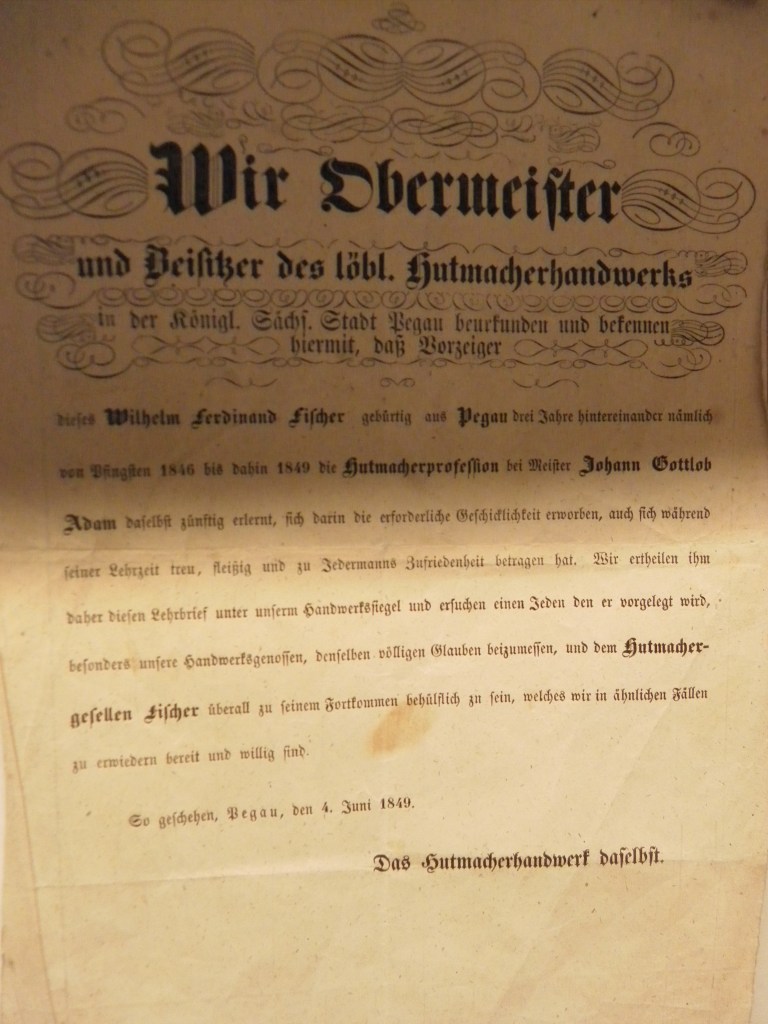 Wir Obermeister
und Beisitzer des löbl. Hutmacherhandwerks
in der Königl. Sächs. Stadt Pegau beurkunden und bekennen
hiermit, daß Vorzeiger
dieses Wilhelm Ferdinand Fischer gebürtig aus Pegau drei Jahre hintereinander nämlich
von Pfingsten 1846 bis dahin 1849 die Hutmacherprofession bei Meister Johann Gottlob
Adam daselbst zünftig erlernt, sich darin die erforderliche Geschicklichkeit erworben, auch sich während
seiner Lehrzeit treu, fleißig und zu Jedermanns Zufriedenheit betragen hat. Wir ertheilen ihm
daher diesen Lehrbrief unter unserm Handwerkssiegel und ersuchen einen Jeden den er vorgelegt wird,
besonders unsere Handwerksgenossen, denselben völligen Glauben beizumessen, und dem Hutmacher-
gesellen Fischer überall zu seinem Fortkommen behülflich zu sein, welches wir in ähnlichen Fällen
zu erwiedern bereit und willig sind.
So geschehen, Pegau, den 4. Juni 1849.
Das Hutmacherhandwerk daselbst.